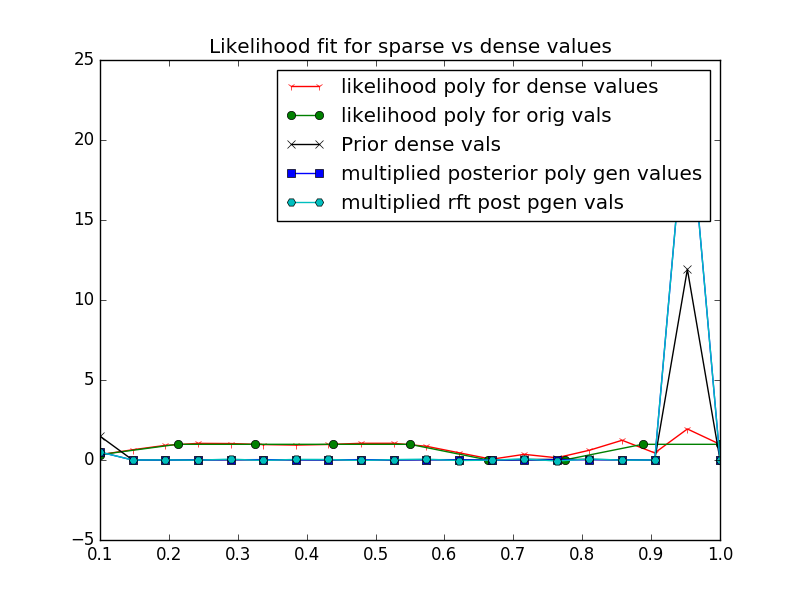 Likelihood fit for sparse vs dense values
25
20
15
10
5
0
−5
likelihood poly for dense values
likelihood poly for orig vals
Prior dense vals
multiplied posterior poly gen values
multiplied rft post pgen vals
0.1 0.2 0.3 0.4 0.5 0.6 0.7 0.8 0.9 1.0